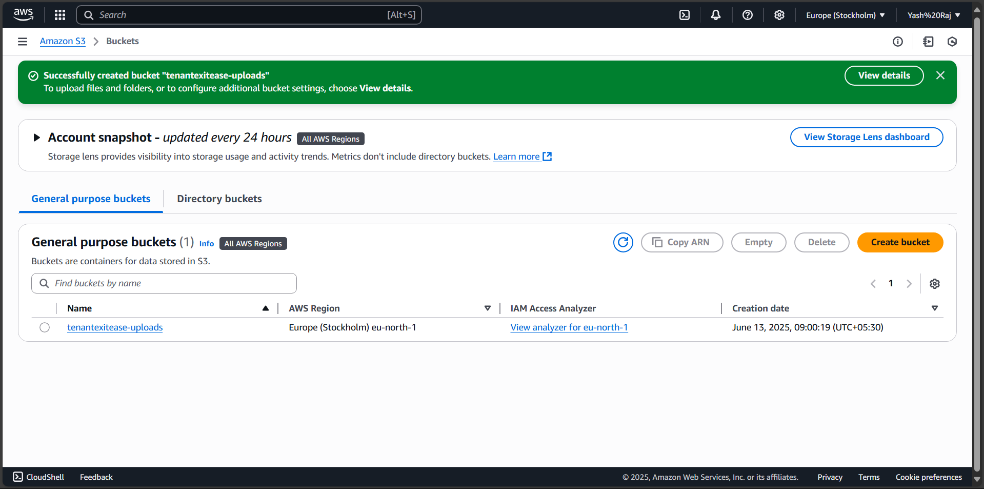 aws
Search [Alt+S]
Europe (Stockholm) Yash%20Raj
Amazon S3 Buckets
Successfully created bucket "tenantexitease-uploads"
To upload files and folders, or to configure additional bucket settings, choose View details.
View details
Account snapshot - updated every 24 hours All AWS Regions
View Storage Lens dashboard
Storage lens provides visibility into storage usage and activity trends. Metrics don't include directory buckets. Learn more
General purpose buckets Directory buckets
General purpose buckets (1) Info All AWS Regions
Copy ARN Empty Delete Create bucket
Buckets are containers for data stored in S3.
Find buckets by name
1
Name AWS Region IAM Access Analyzer Creation date
tenantexitease-uploads Europe (Stockholm) eu-north-1 View analyzer for eu-north-1 June 13, 2025, 09:00:19 (UTC+05:30)
CloudShell Feedback © 2025, Amazon Web Services, Inc. or its affiliates. Privacy Terms Cookie preferences